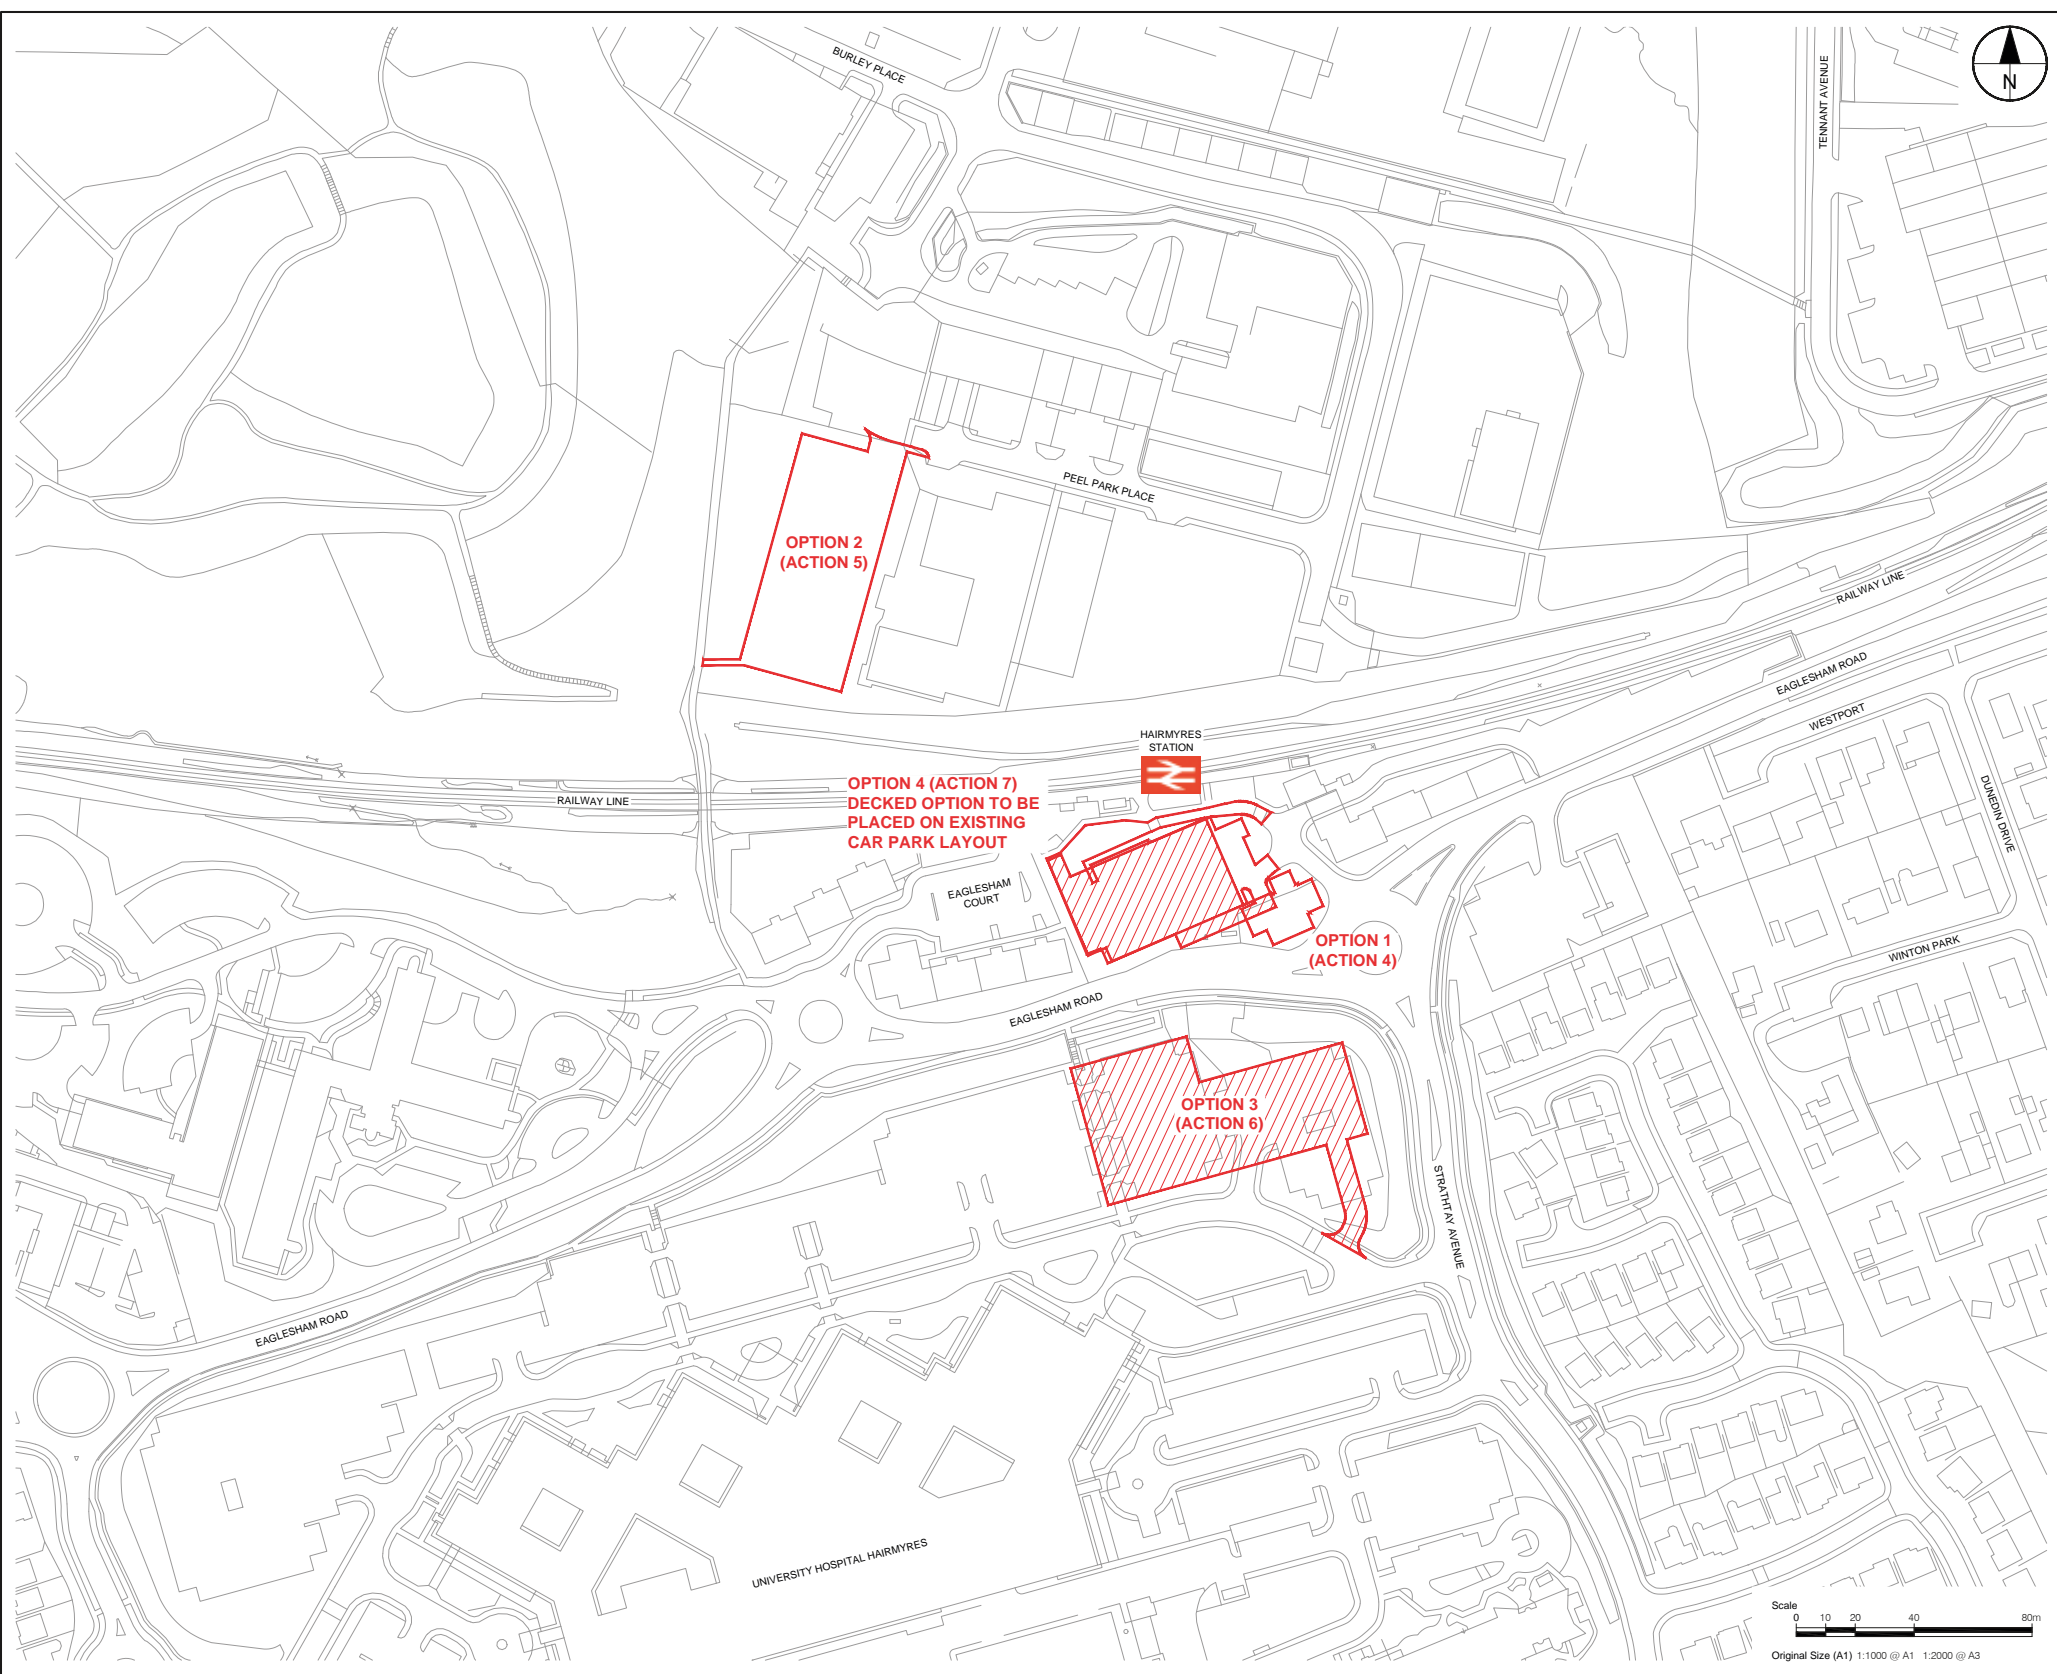 BURLEY PLACE
TENNANT AVENUE
N
PEEL PARK PLACE
OPTION 2
(ACTION 5)
RAILWAY LINE
EAGLESHAM ROAD
WESTPORT
HAIRMYRES
STATION
DUNEDIN DRIVE
OPTION 4 (ACTION 7)
DECKED OPTION TO BE
PLACED ON EXISTING
CAR PARK LAYOUT
RAILWAY LINE
EAGLESHAM
COURT
OPTION 1
(ACTION 4)
WINTON PARK
EAGLESHAM ROAD
OPTION 3
(ACTION 6)
STRATHTAY AVENUE
EAGLESHAM ROAD
UNIVERSITY HOSPITAL HAIRMYRES
Scale
0 10 20 40 80m
Original Size (A1) 1:1000 @ A1 1:2000 @ A3